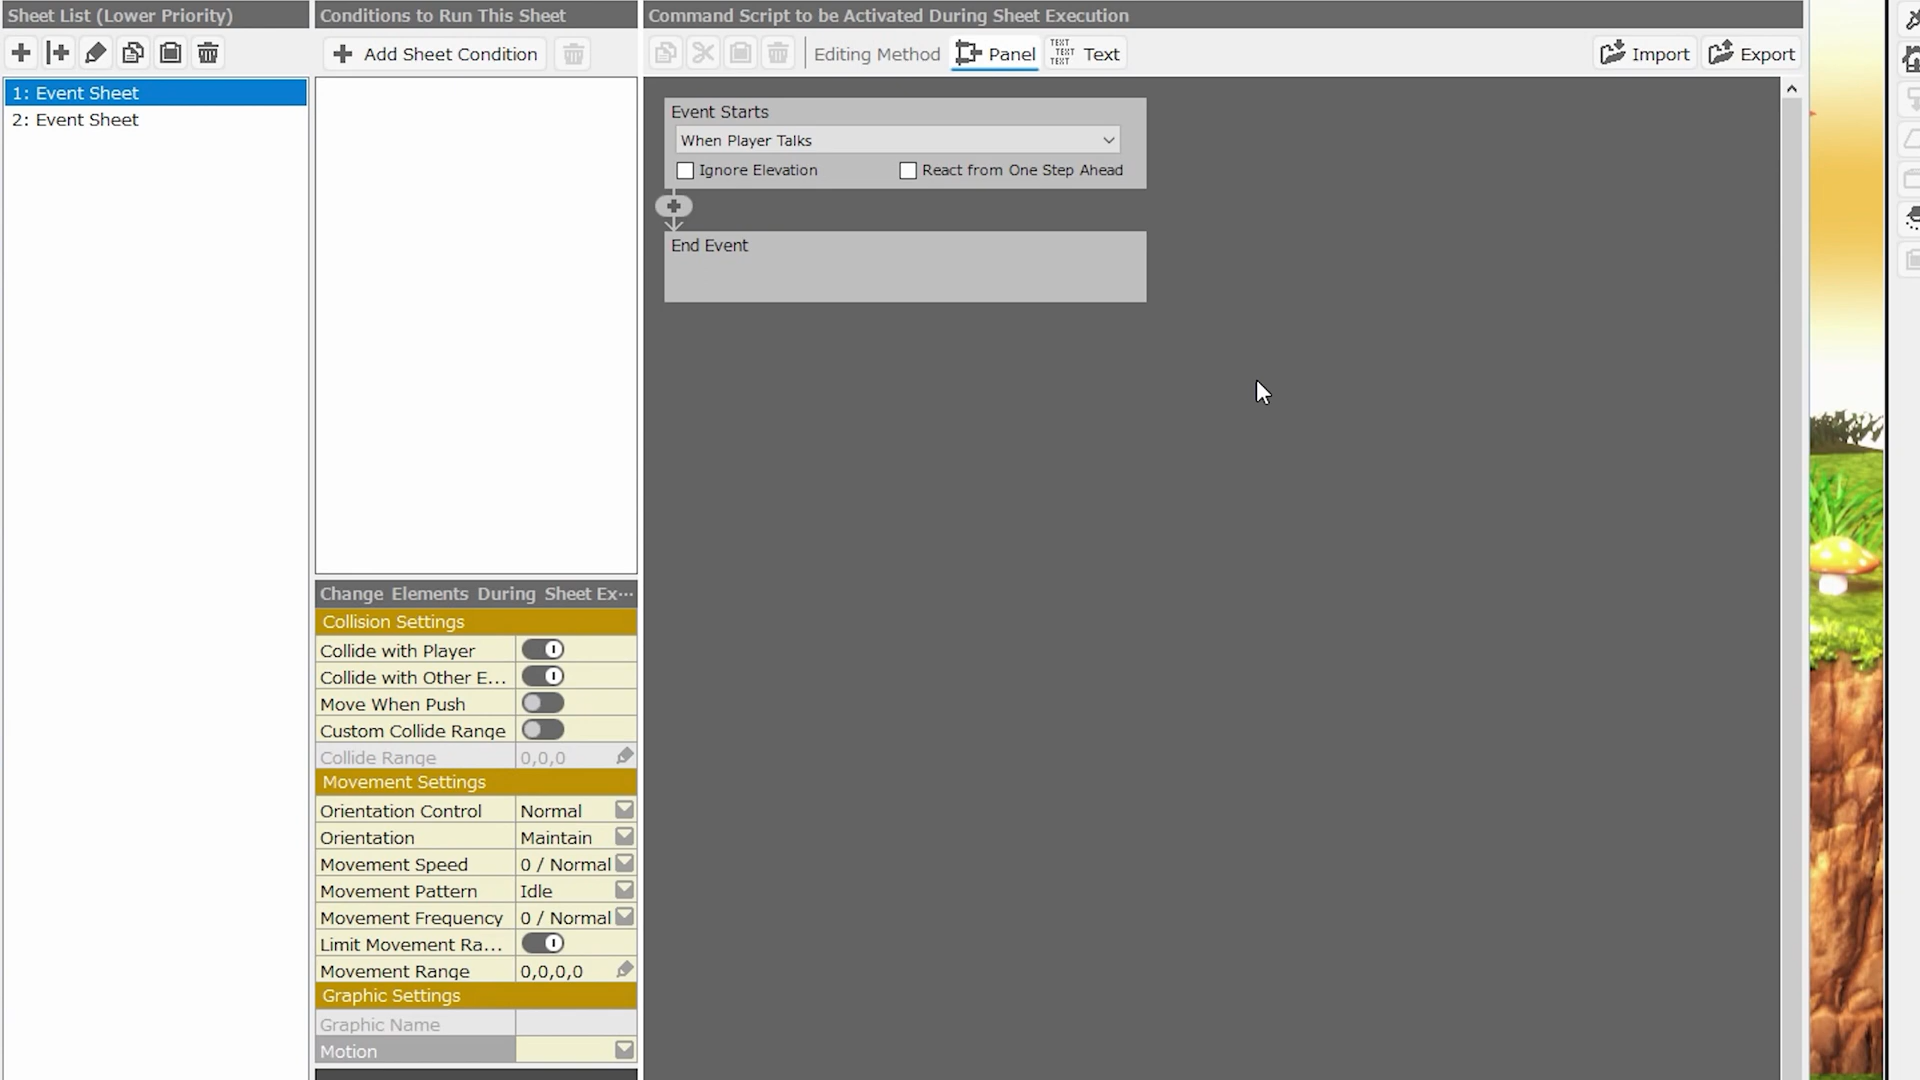 Sheet List (Lower Priority)
Conditions to Run This Sheet
Command Script to be Activated During Sheet Execution
Add Sheet Condition
Editing Method
Panel
TEXT
TEXT
TEXT
Text
Import
Export
1: Event Sheet
2: Event Sheet
Event Starts
When Player Talks
Ignore Elevation
React from One Step Ahead
End Event
Change Elements During Sheet Ex···
Collision Settings
Collide with Player
Collide with Other E...
Move When Push
Custom Collide Range
Collide Range 0,0,0
Movement Settings
Orientation Control Normal
Orientation Maintain
Movement Speed 0 / Normal
Movement Pattern Idle
Movement Frequency 0 / Normal
Limit Movement Ra...
Movement Range 0,0,0,0
Graphic Settings
Graphic Name
Motion